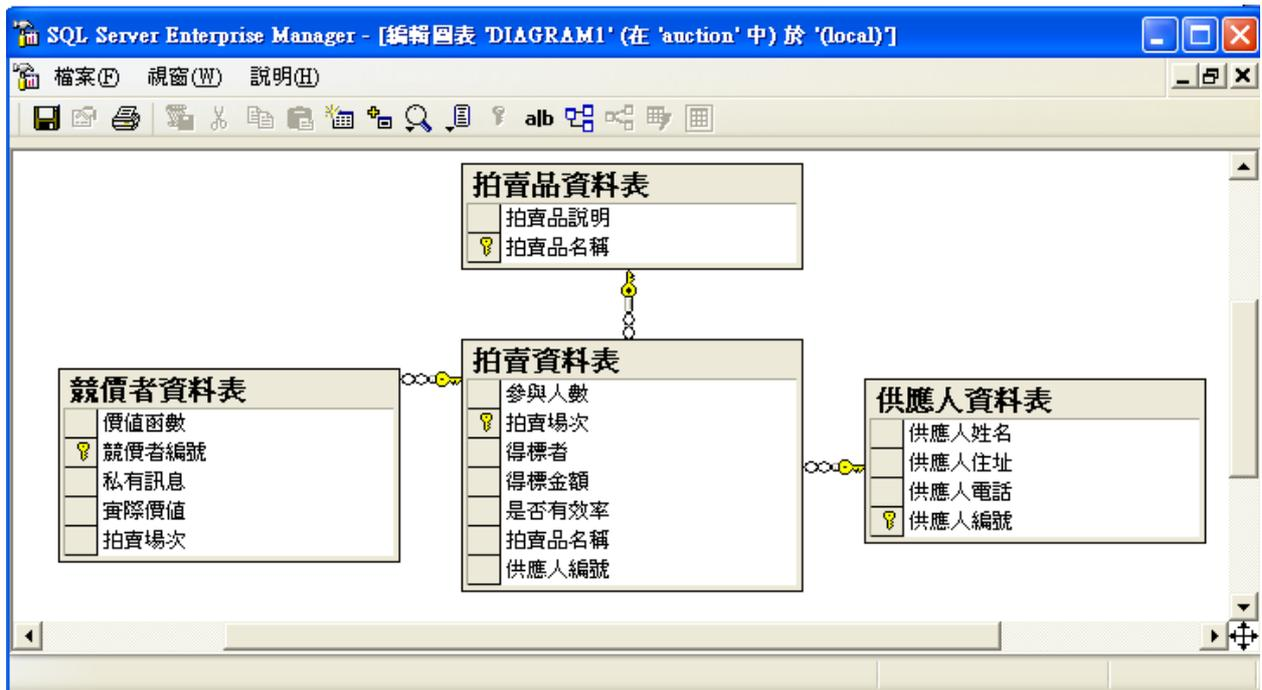 SQL Server Enterprise Manager - [編輯圖表 'DIAGRAM1' (在 'auction' 中) 於 '(local)']
檔案(F) 視窗(W) 說明(H)
a|b
拍賣品資料表
拍賣品說明
拍賣品名稱
競價者資料表
價值函數
競價者編號
私有訊息
實際價值
拍賣場次
拍賣資料表
參與人數
拍賣場次
得標者
得標金額
是否有效率
拍賣品名稱
供應人編號
供應人資料表
供應人姓名
供應人住址
供應人電話
供應人編號